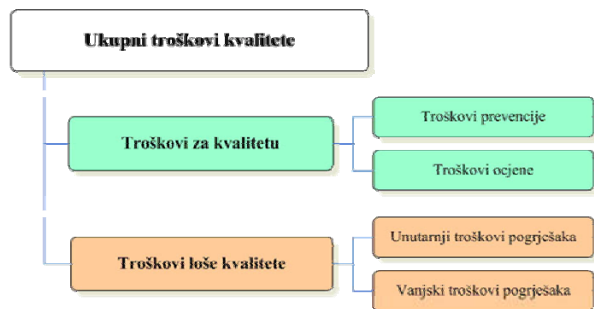 Ukupni troškovi kvalitete
Troškovi za kvalitetu
Troškovi prevencije
Troškovi ocjene
Troškovi loše kvalitete
Unutarnji troškovi pogrješaka
Vanjski troškovi pogrješaka